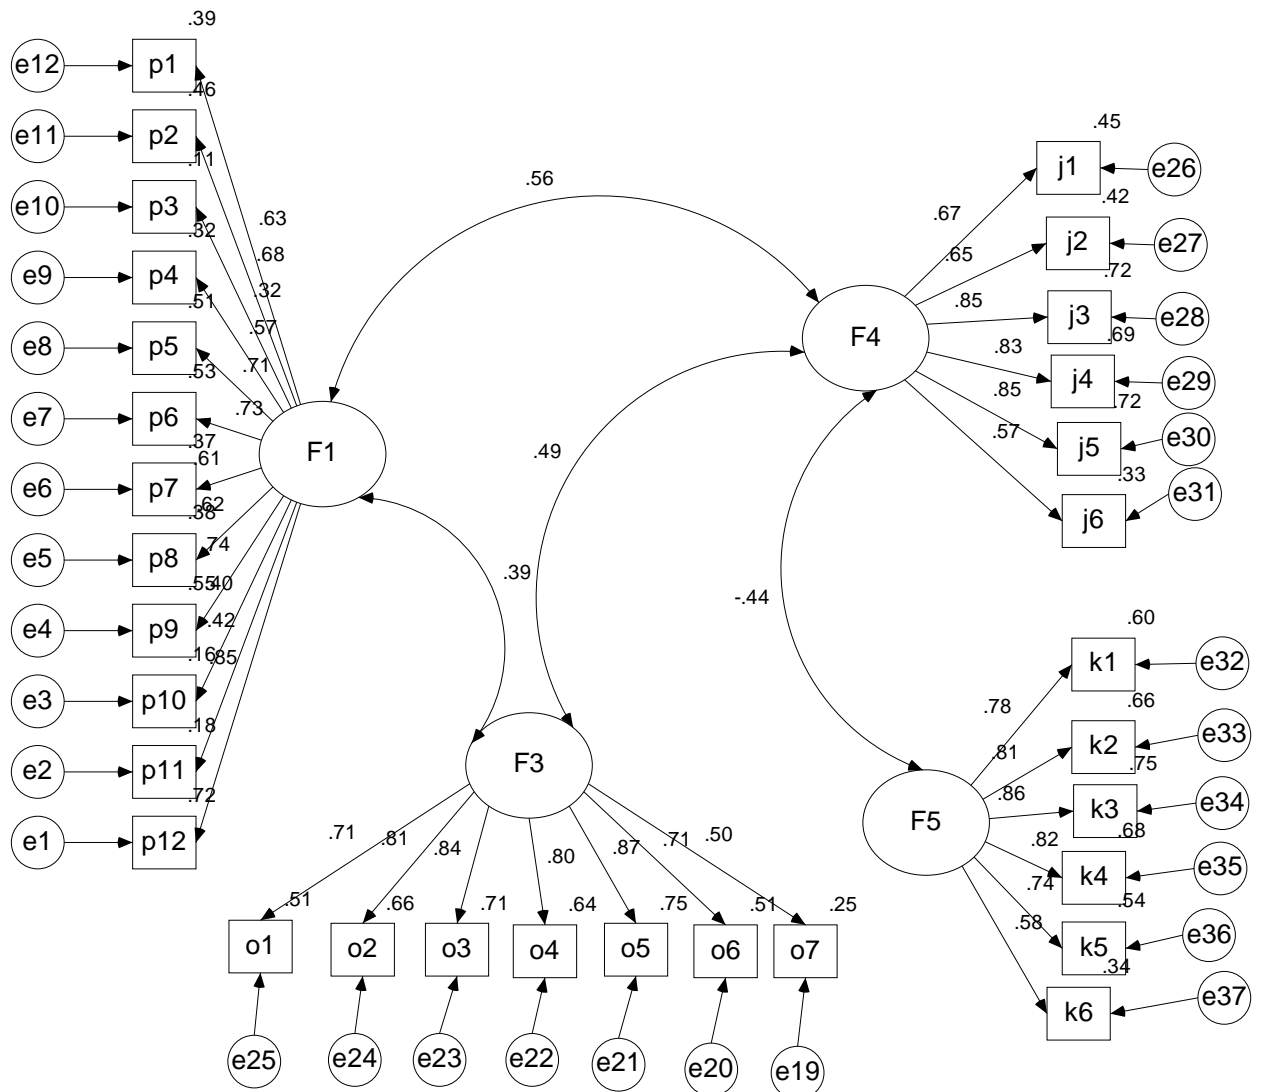 .39
e12 p1
.46
e11 p2
.11
e10 p3
.32
e9 p4
.51
e8 p5
.53
e7 p6
.37
e6 p7
.38
e5 p8
.55
e4 p9
.16
e3 p10
.18
e2 p11
.72
e1 p12
.63
.68
.32
.57
.71
.73
.61
.62
.74
.40
.42
.85
F1
.56
.49
.39
-.44
F4
.67
.65
.85
.83
.85
.57
.45
j1 e26
.42
j2 e27
.72
j3 e28
.69
j4 e29
.72
j5 e30
.33
j6 e31
F3
.71 .81 .84 .80 .87 .71 .50
.51 .66 .71 .64 .75 .51 .25
o1 o2 o3 o4 o5 o6 o7
e25 e24 e23 e22 e21 e20 e19
F5
.78
.81
.86
.82
.74
.58
.60
k1 e32
.66
k2 e33
.75
k3 e34
.68
k4 e35
.54
k5 e36
.34
k6 e37